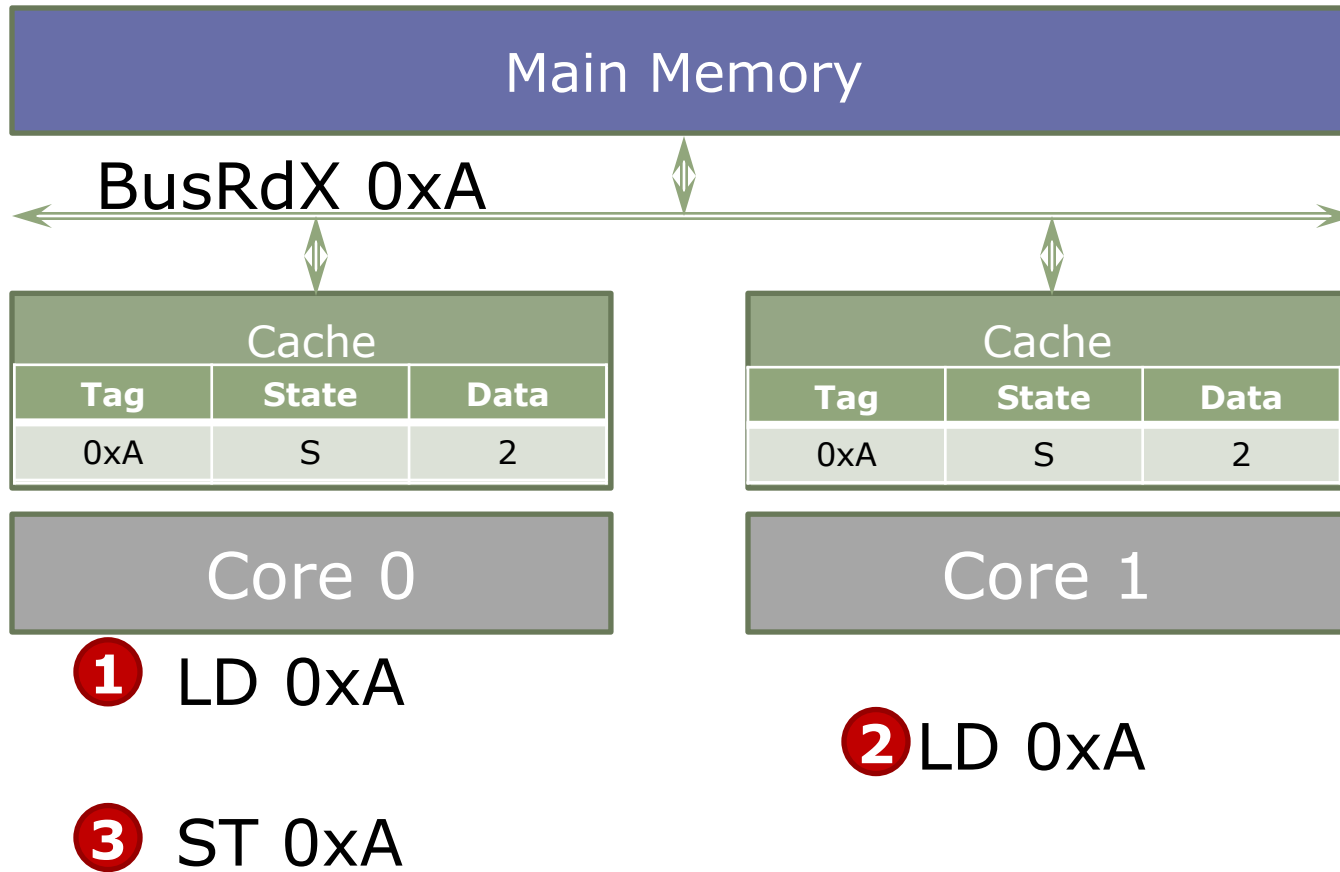 Main Memory
BusRdX 0xA
Cache
Tag State Data
0xA S 2
Cache
Tag State Data
0xA S 2
Core 0
Core 1
1 LD 0xA
2 LD 0xA
3 ST 0xA